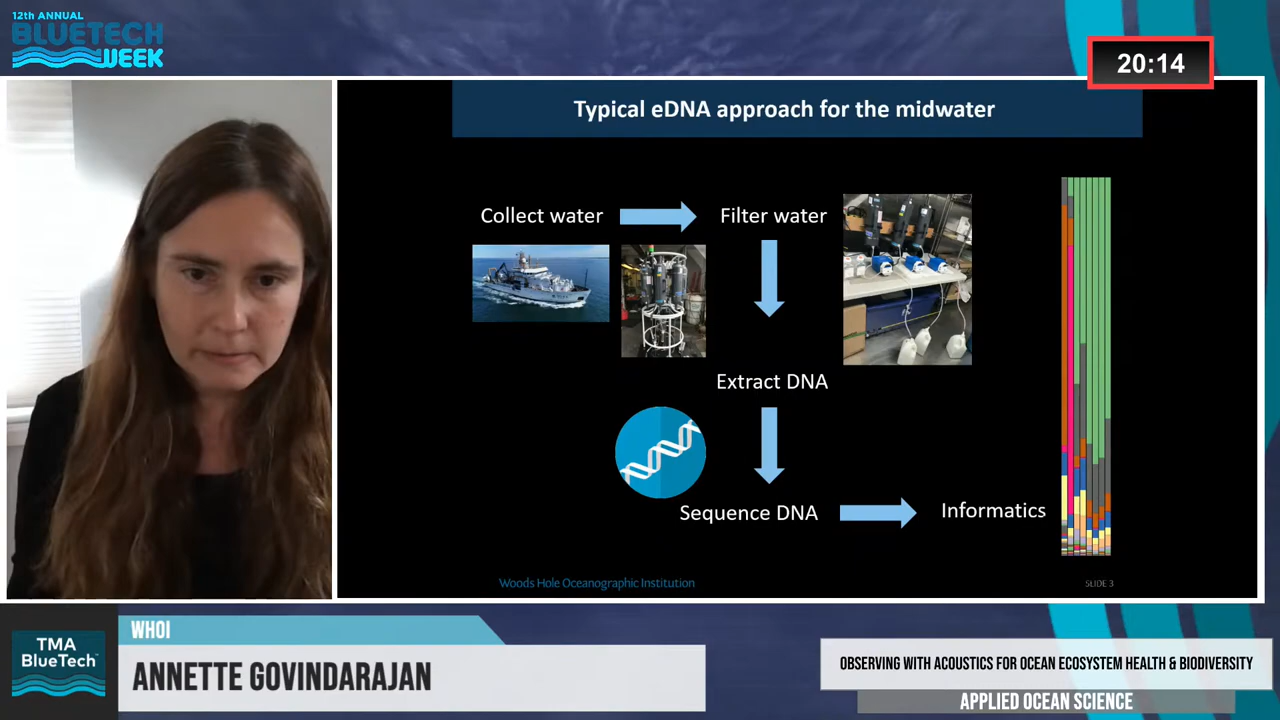 12th ANNUAL
BLUETECH
WEEK
20:14
Typical eDNA approach for the midwater
Collect water
Filter water
Extract DNA
Sequence DNA
Informatics
Woods Hole Oceanographic Institution
SLIDE 3
TMA
BlueTech™
WHOI
ANNETTE GOVINDARAJAN
OBSERVING WITH ACOUSTICS FOR OCEAN ECOSYSTEM HEALTH & BIODIVERSITY
APPLIED OCEAN SCIENCE